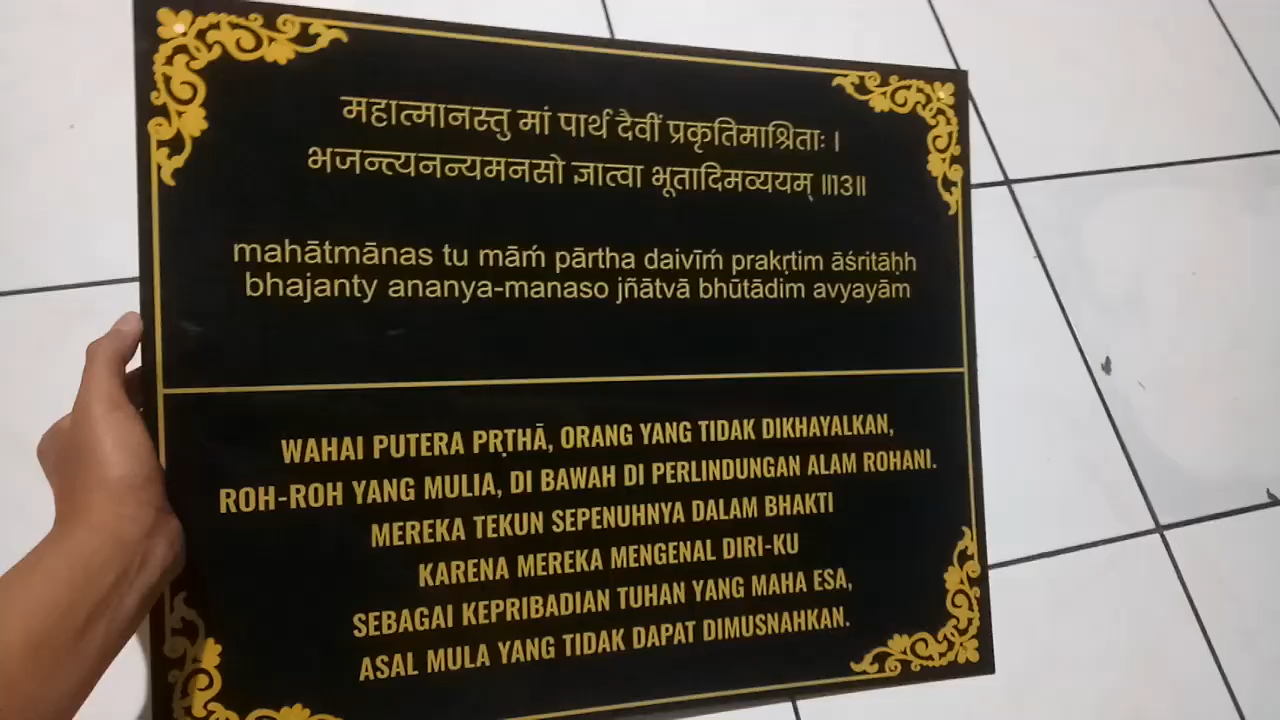 महात्मानस्तु मां पार्थ दैवीं प्रकृतिमाश्रिताः ।
भजन्त्यनन्यमनसो ज्ञात्वा भूतादिमव्ययम् ॥13॥
mahātmānas tu māḿ pārtha daivīḿ prakṛtim āśritāḥh
bhajanty ananya-manaso jñātvā bhūtādim avyayām
WAHAI PUTERA PṚTHĀ, ORANG YANG TIDAK DIKHAYALKAN,
ROH-ROH YANG MULIA, DI BAWAH DI PERLINDUNGAN ALAM ROHANI.
MEREKA TEKUN SEPENUHNYA DALAM BHAKTI
KARENA MEREKA MENGENAL DIRI-KU
SEBAGAI KEPRIBADIAN TUHAN YANG MAHA ESA,
ASAL MULA YANG TIDAK DAPAT DIMUSNAHKAN.